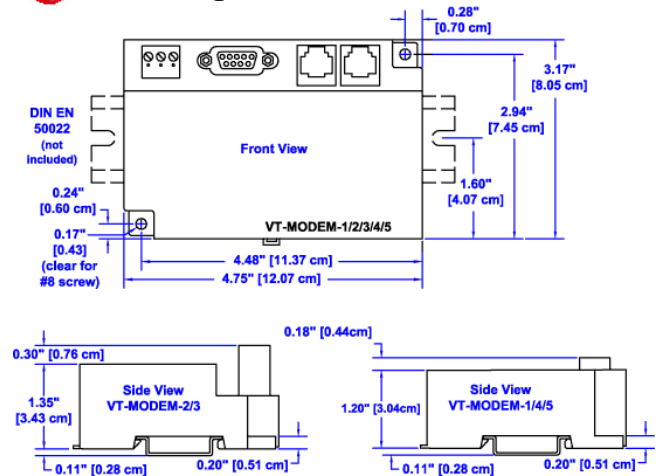 0.28"
[0.70 cm]
3.17"
[8.05 cm]
2.94"
[7.45 cm]
DIN EN
50022
(not
included)
Front View
1.60"
[4.07 cm]
0.24"
[0.60 cm]
0.17"
[0.43]
(clear for
#8 screw)
VT-MODEM-1/2/3/4/5
4.48" [11.37 cm]
4.75" [12.07 cm]
0.30" [0.76 cm]
1.35"
[3.43 cm]
Side View
VT-MODEM-2/3
0.11" [0.28 cm]
0.20" [0.51 cm]
0.18" [0.44cm]
1.20" [3.04cm]
Side View
VT-MODEM-1/4/5
0.11" [0.28 cm]
0.20" [0.51 cm]